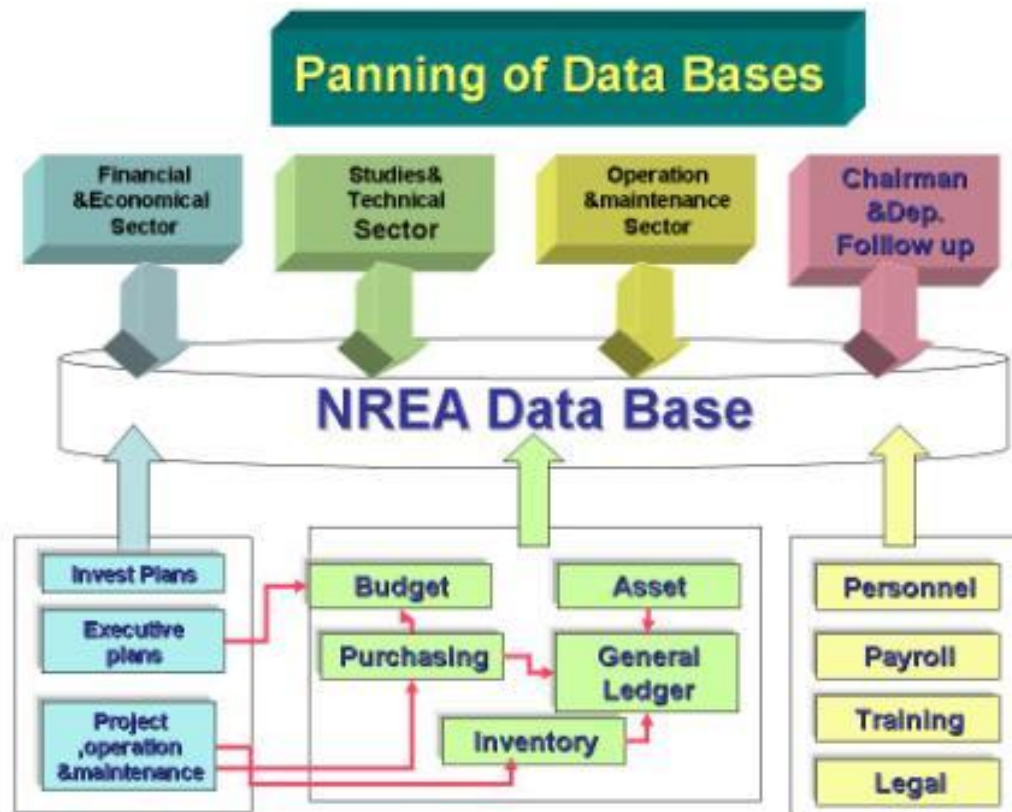 Panning of Data Bases
Financial
&Economical
Sector
Studies&
Technical
Sector
Operation
&maintenance
Sector
Chairman
&Dep.
Folllow up
NREA Data Base
Invest Plans
Executive
plans
Project
,operation
&maintenance
Budget
Asset
Purchasing
General
Ledger
Inventory
Personnel
Payroll
Training
Legal